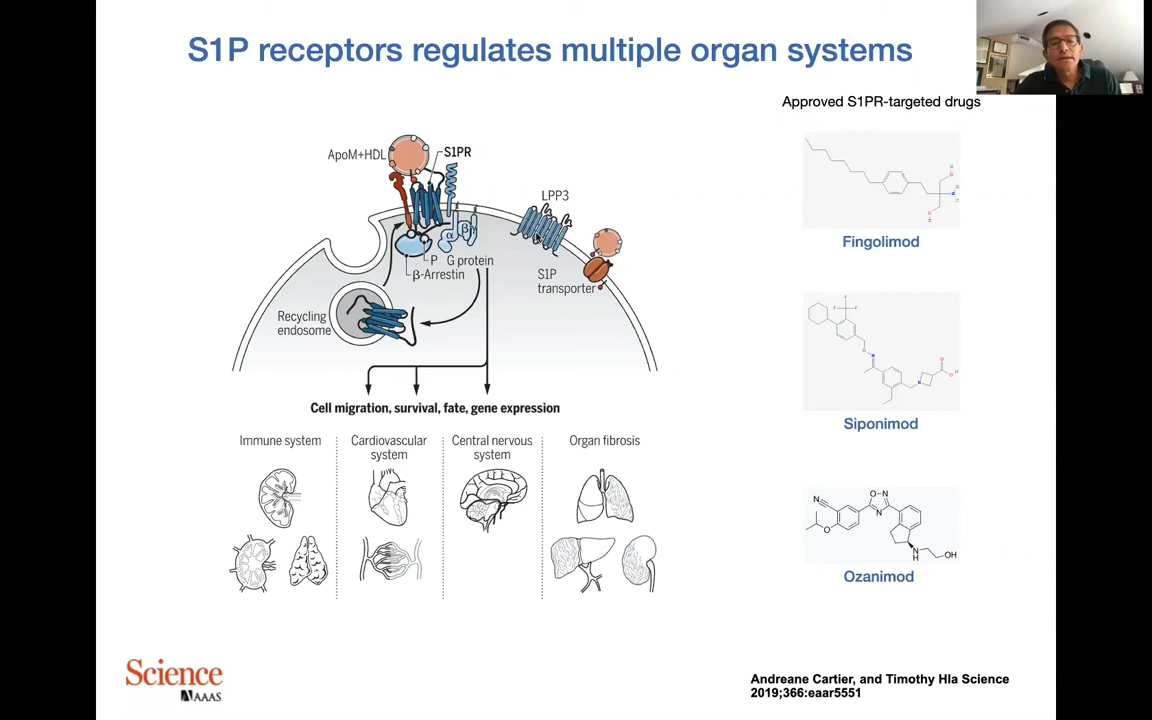 S1P receptors regulates multiple organ systems
Approved S1PR-targeted drugs
ApoM+HDL
S1PR
LPP3
α
β
γ
P
G protein
β-Arrestin
S1P
transporter
Recycling
endosome
Cell migration, survival, fate, gene expression
Immune system
Cardiovascular
system
Central nervous
system
Organ fibrosis
Fingolimod
F
F
F
O
N
N
O
O
H
Siponimod
N
O
N
N
O
N
H
OH
Ozanimod
Science
AAAS
Andreane Cartier, and Timothy Hla Science
2019;366:eaar5551